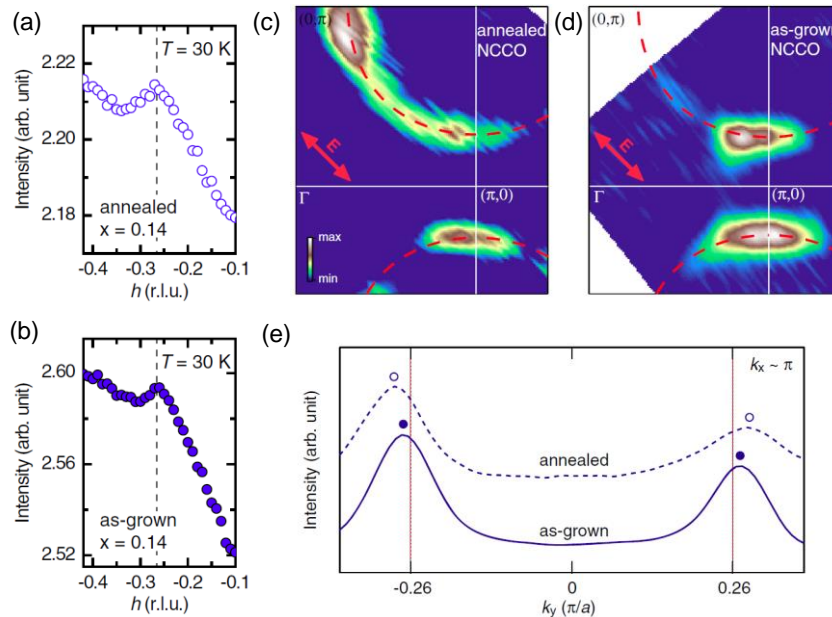 (a)
T = 30 K
2.22
2.20
2.18
Intensity (arb. unit)
annealed
x = 0.14
-0.4 -0.3 -0.2 -0.1
h (r.l.u.)
(b)
T = 30 K
2.60
2.56
2.52
Intensity (arb. unit)
as-grown
x = 0.14
-0.4 -0.3 -0.2 -0.1
h (r.l.u.)
(c)
(0,π)
annealed
NCCO
E
Γ
(π,0)
max
min
(d)
(0,π)
as-grown
NCCO
E
Γ
(π,0)
(e)
kx ~ π
Intensity (arb. unit)
annealed
as-grown
-0.26 0 0.26
ky (π/a)